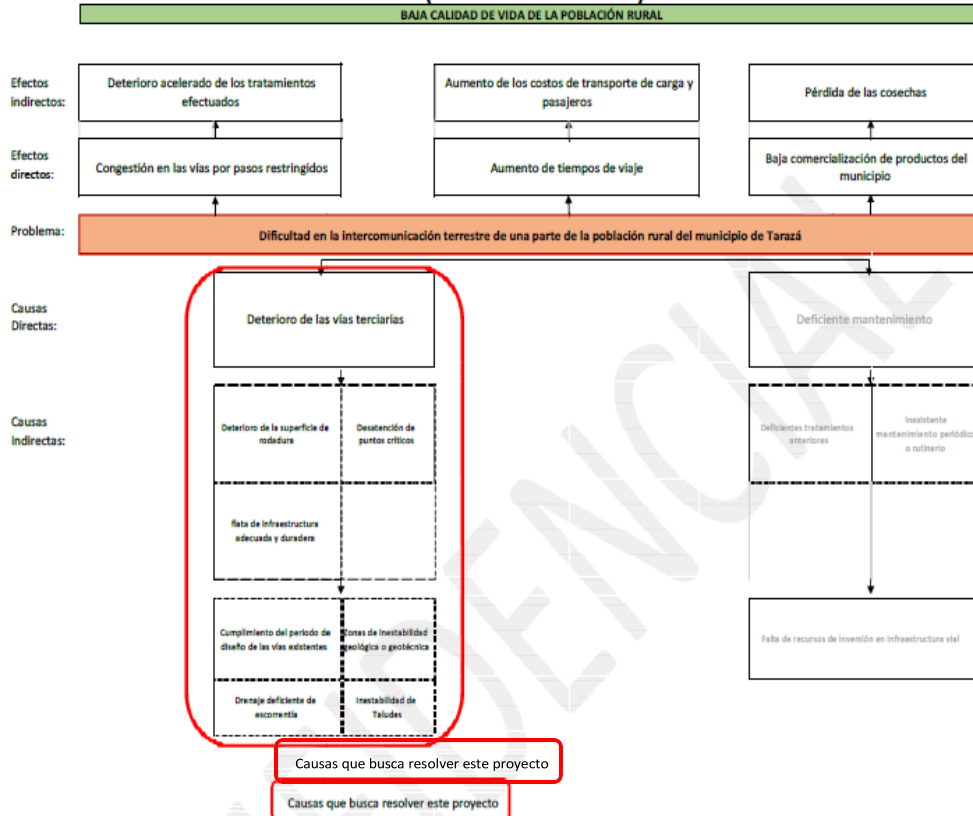 BAJA CALIDAD DE VIDA DE LA POBLACIÓN RURAL
Efectos
indirectos:
Deterioro acelerado de los tratamientos
efectuados
Aumento de los costos de transporte de carga y
pasajeros
Pérdida de las cosechas
Efectos
directos:
Congestión en las vías por pasos restringidos
Aumento de tiempos de viaje
Baja comercialización de productos del
municipio
Problema:
Dificultad en la intercomunicación terrestre de una parte de la población rural del municipio de Tarazá
Causas
Directas:
Deterioro de las vías terciarias
Deficiente mantenimiento
Causas
Indirectas:
Deterioro de la superficie de
rodadura
Desatención de
puntos críticos
Deficientes tratamientos
anteriores
Inexistente
mantenimiento periódico
o rutinario
flata de infraestructura
adecuada y duradera
Cumplimiento del periodo de
diseño de las vías existentes
Zonas de inestabilidad
geológica o geotécnica
Falta de recursos de inversión en infraestructura vial
Drenaje deficiente de
escorrentía
Inestabilidad de
Taludes
Causas que busca resolver este proyecto
Causas que busca resolver este proyecto